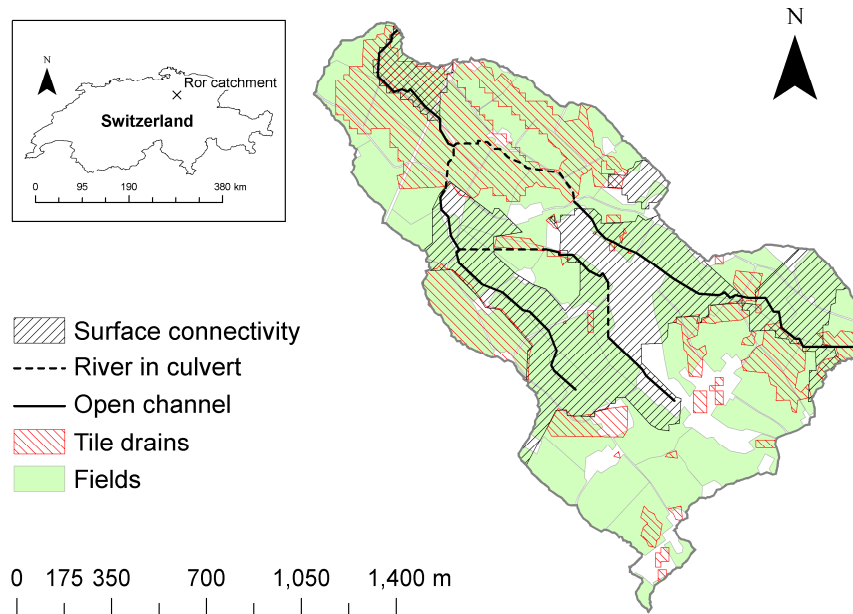 N
N
Ror catchment
Switzerland
0 95 190 380 km
Surface connectivity
River in culvert
Open channel
Tile drains
Fields
0 175 350 700 1,050 1,400 m